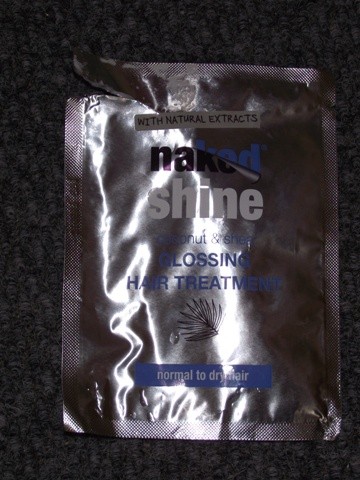 WITH NATURAL EXTRACTS
naked
shine
coconut & shea
GLOSSING
HAIR TREATMENT
normal to dry hair